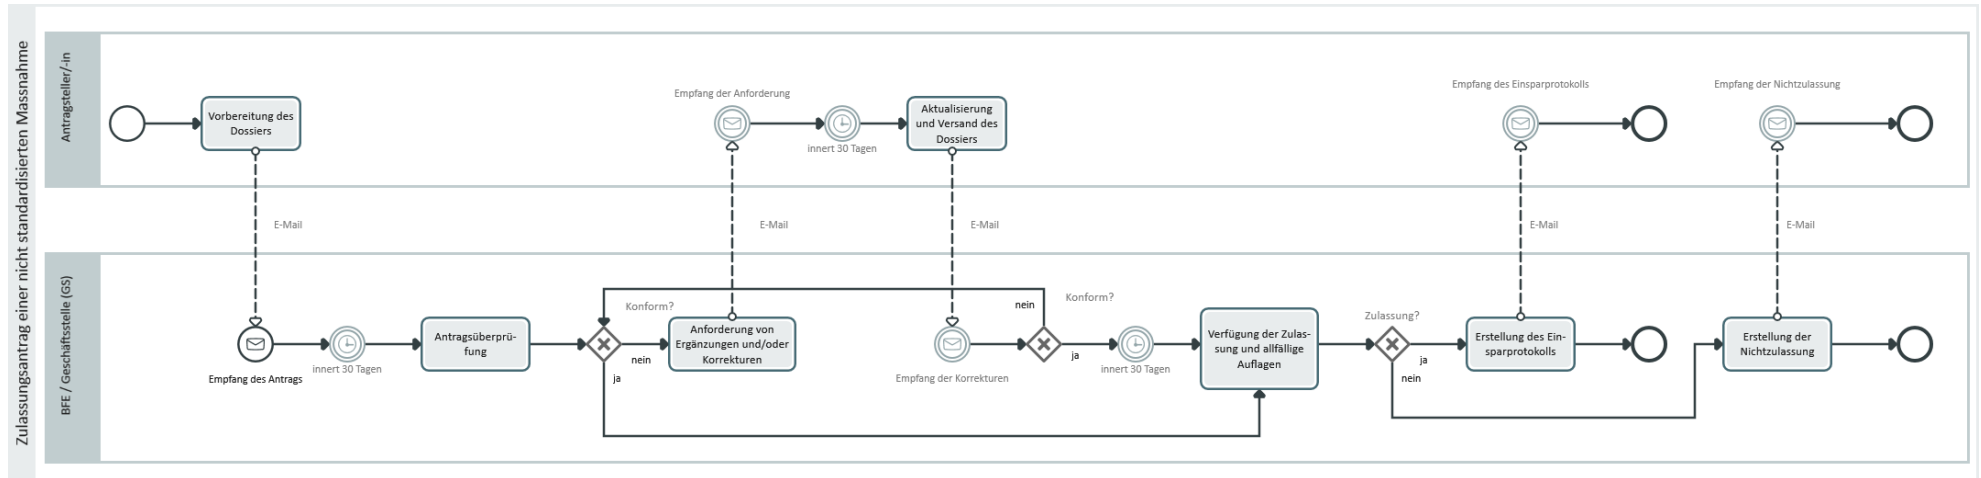 Zulassungsantrag einer nicht standardisierten Massnahme
Antragsteller/-in
Vorbereitung des
Dossiers
Empfang der Anforderung
innert 30 Tagen
Aktualisierung
und Versand des
Dossiers
Empfang des Einsparprotokolls
Empfang der Nichtzulassung
E-Mail
E-Mail
E-Mail
E-Mail
E-Mail
BFE / Geschäftsstelle (GS)
Empfang des Antrags
innert 30 Tagen
Antragsüberprü-
fung
Konform?
nein
ja
Anforderung von
Ergänzungen und/oder
Korrekturen
Empfang der Korrekturen
nein
Konform?
ja
innert 30 Tagen
Verfügung der Zulas-
sung und allfällige
Auflagen
Zulassung?
ja
nein
Erstellung des Ein-
sparprotokolls
Erstellung der
Nichtzulassung